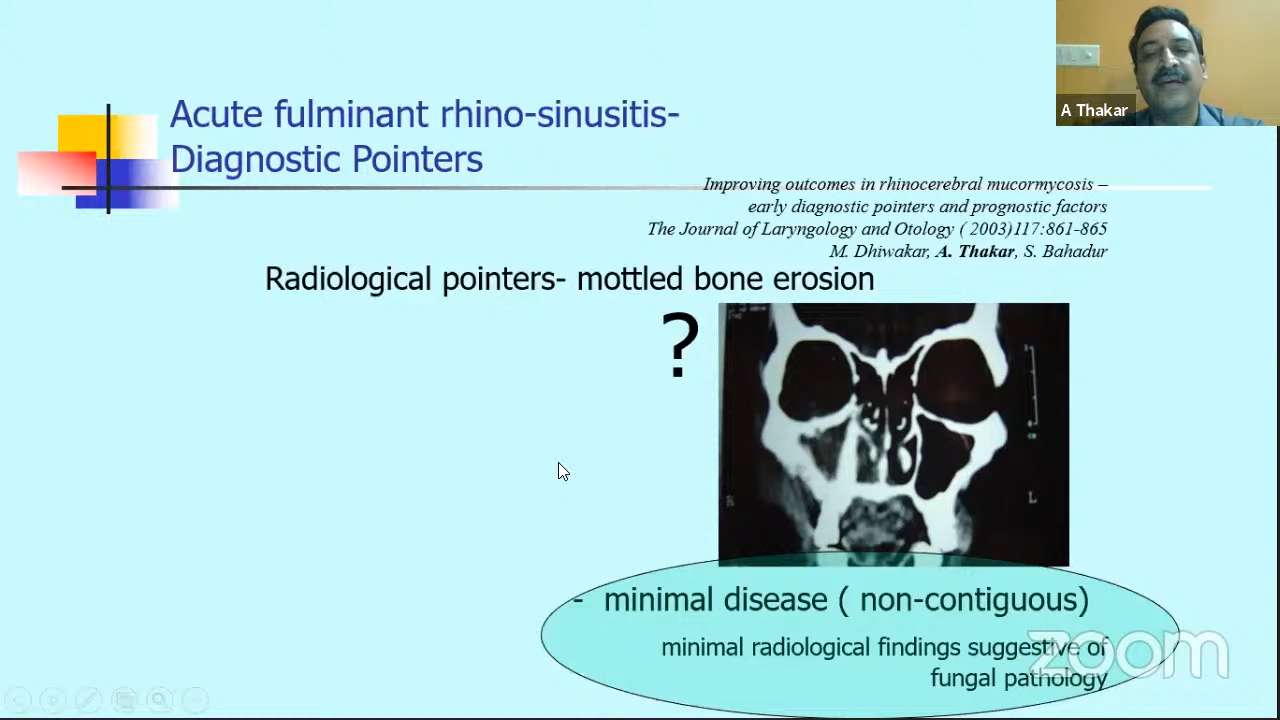 A Thakar
Acute fulminant rhino-sinusitis-
Diagnostic Pointers
Improving outcomes in rhinocerebral mucormycosis –
early diagnostic pointers and prognostic factors
The Journal of Laryngology and Otology ( 2003)117:861-865
M. Dhiwakar, A. Thakar, S. Bahadur
Radiological pointers- mottled bone erosion
?
R
L
- minimal disease ( non-contiguous)
minimal radiological findings suggestive of
fungal pathology
zoom